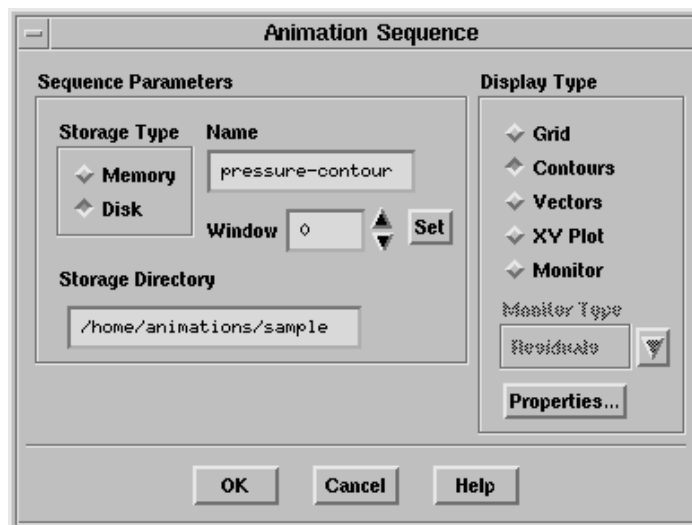 Animation Sequence
Sequence Parameters
Storage Type
Memory
Disk
Name
pressure-contour
Window 0 Set
Storage Directory
/home/animations/sample
Display Type
Grid
Contours
Vectors
XY Plot
Monitor
Monitor Type
Residuals
Properties...
OK Cancel Help